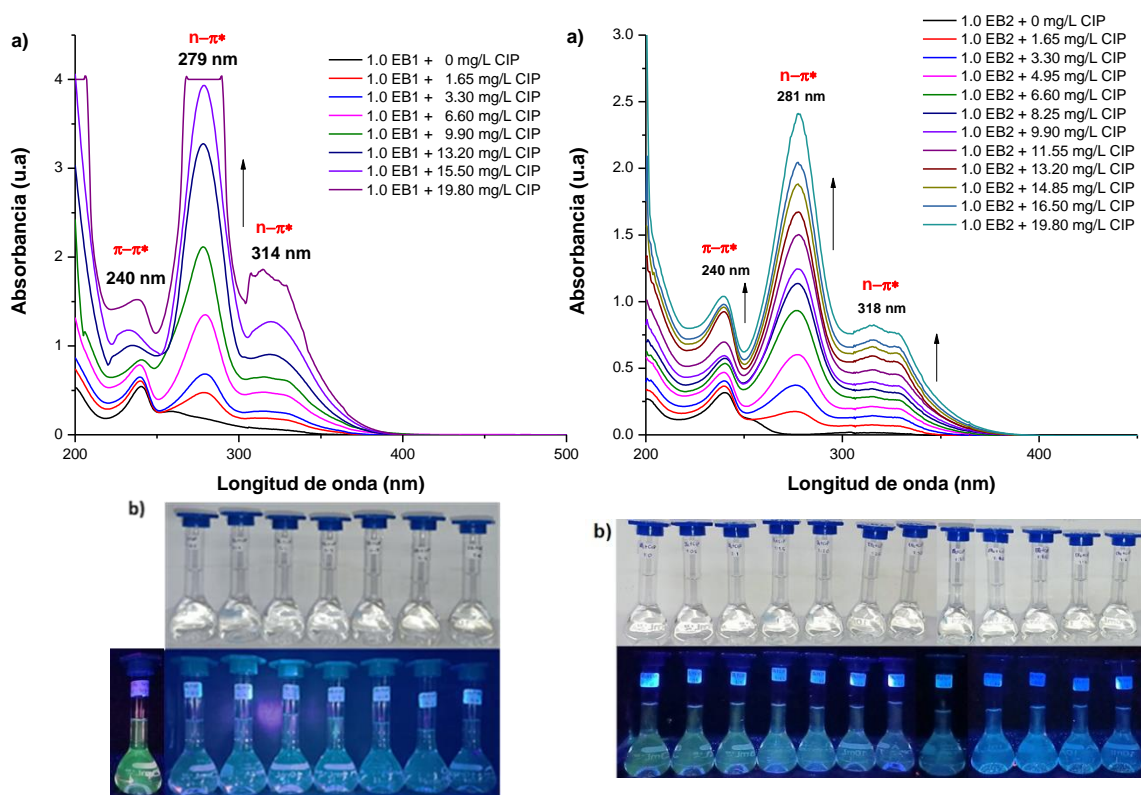 a)
n–π*
279 nm
π–π*
240 nm
n–π*
314 nm
1.0 EB1 + 0 mg/L CIP
1.0 EB1 + 1.65 mg/L CIP
1.0 EB1 + 3.30 mg/L CIP
1.0 EB1 + 6.60 mg/L CIP
1.0 EB1 + 9.90 mg/L CIP
1.0 EB1 + 13.20 mg/L CIP
1.0 EB1 + 15.50 mg/L CIP
1.0 EB1 + 19.80 mg/L CIP
Absorbancia (u.a)
4
3
2
1
0
200
300
400
500
Longitud de onda (nm)
b)
a)
n–π*
281 nm
π–π*
240 nm
n–π*
318 nm
1.0 EB2 + 0 mg/L CIP
1.0 EB2 + 1.65 mg/L CIP
1.0 EB2 + 3.30 mg/L CIP
1.0 EB2 + 4.95 mg/L CIP
1.0 EB2 + 6.60 mg/L CIP
1.0 EB2 + 8.25 mg/L CIP
1.0 EB2 + 9.90 mg/L CIP
1.0 EB2 + 11.55 mg/L CIP
1.0 EB2 + 13.20 mg/L CIP
1.0 EB2 + 14.85 mg/L CIP
1.0 EB2 + 16.50 mg/L CIP
1.0 EB2 + 19.80 mg/L CIP
Absorbancia (u.a)
3.0
2.5
2.0
1.5
1.0
0.5
0.0
200
300
400
Longitud de onda (nm)
b)